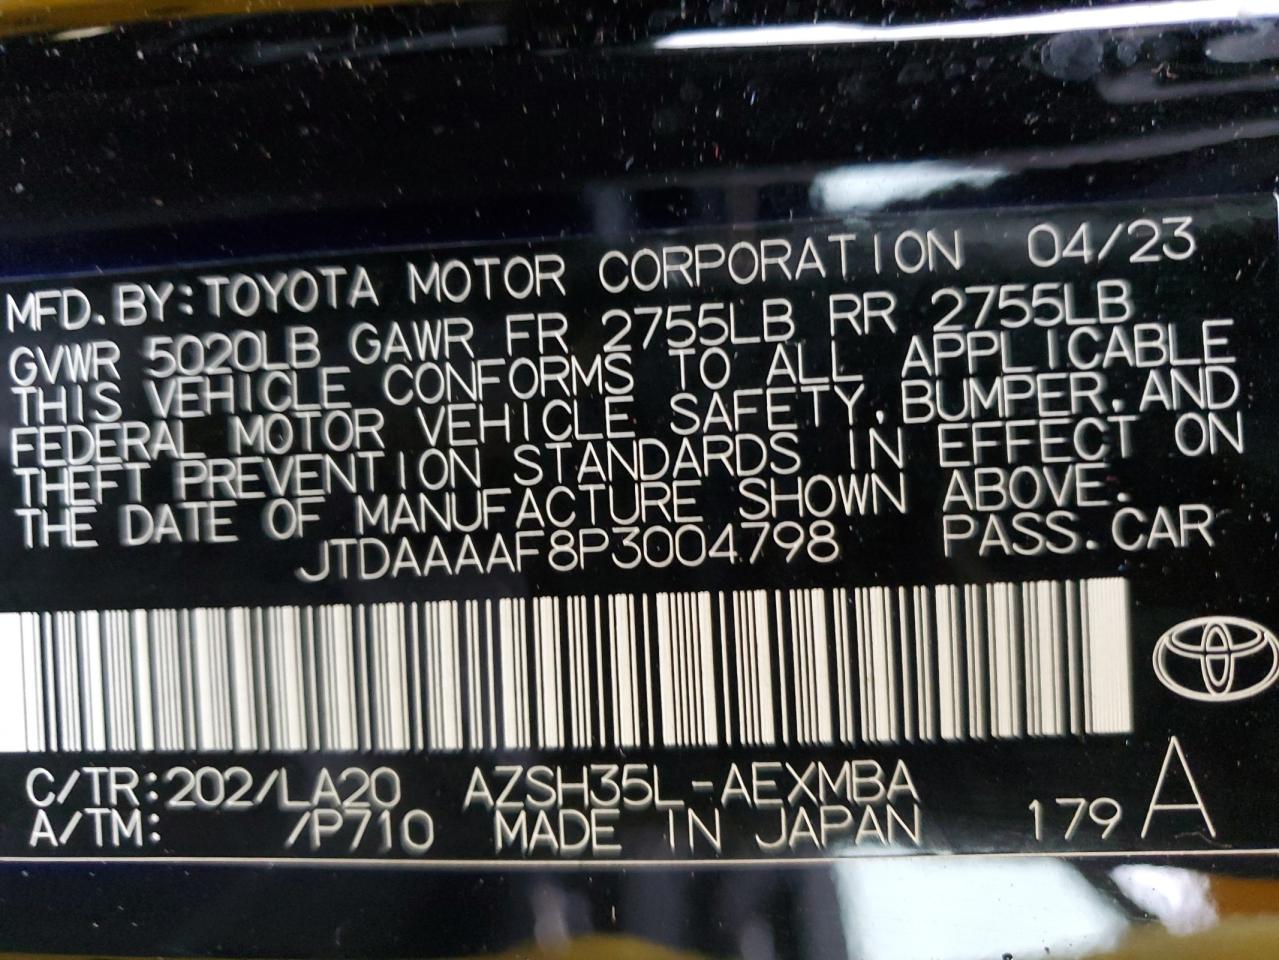 MFD. BY: TOYOTA MOTOR CORPORATION 04/23
GVWR 5020LB GAWR FR 2755LB RR 2755LB
THIS VEHICLE CONFORMS TO ALL APPLICABLE
FEDERAL MOTOR VEHICLE SAFETY, BUMPER, AND
THEFT PREVENTION STANDARDS IN EFFECT ON
THE DATE OF MANUFACTURE SHOWN ABOVE.
JTDAAAAF8P3004798 PASS. CAR
C/TR: 202/LA20 AZSH35L-AEXMBA
A/TM: /P710 MADE IN JAPAN 179 A